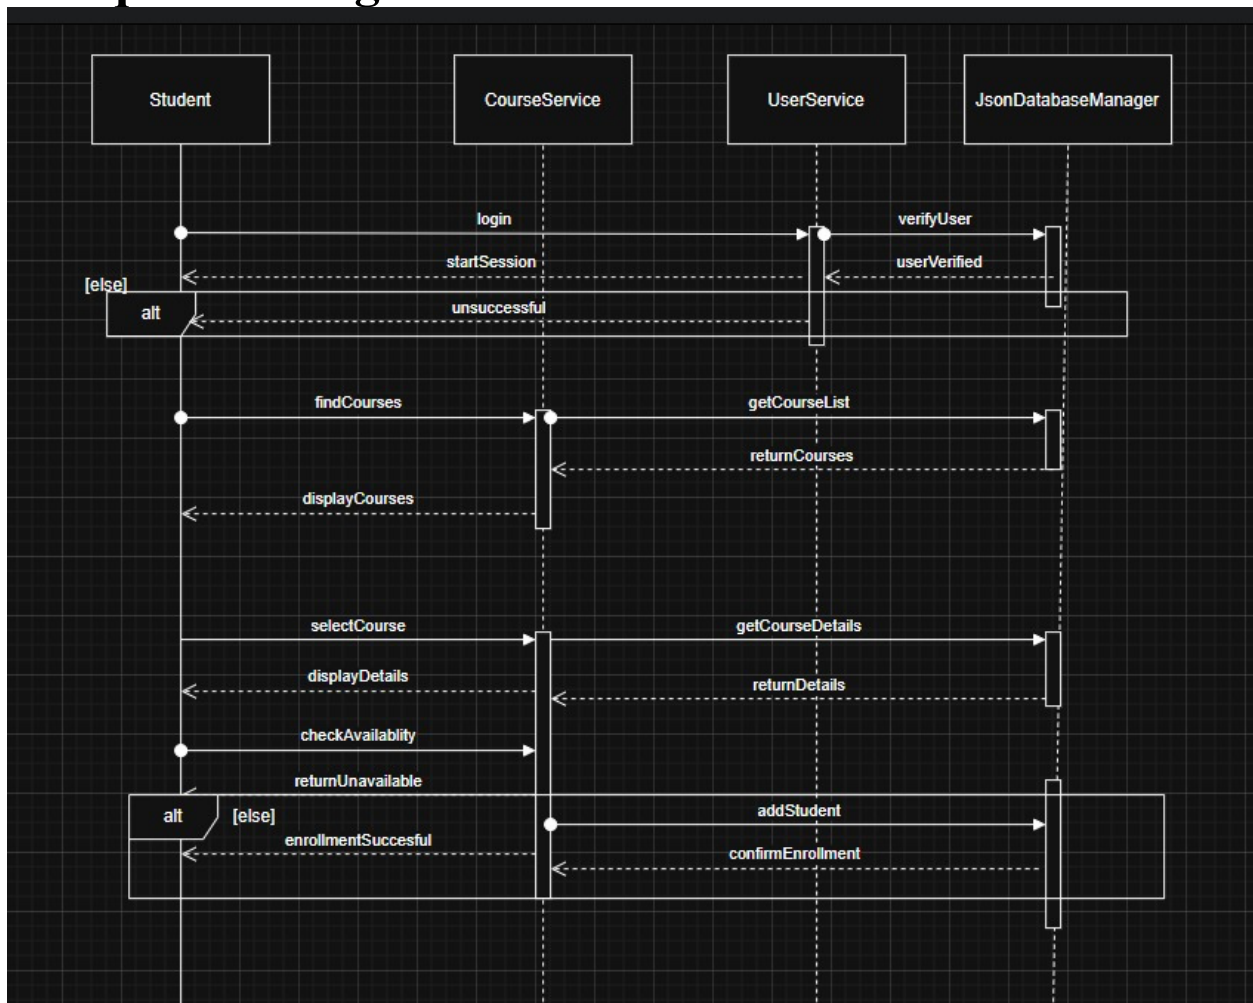 Student
CourseService
UserService
JsonDatabaseManager
login
verifyUser
startSession
userVerified
[else]
alt
unsuccessful
findCourses
getCourseList
returnCourses
displayCourses
selectCourse
getCourseDetails
displayDetails
returnDetails
checkAvailablity
returnUnavailable
alt
[else]
addStudent
enrollmentSuccesful
confirmEnrollment